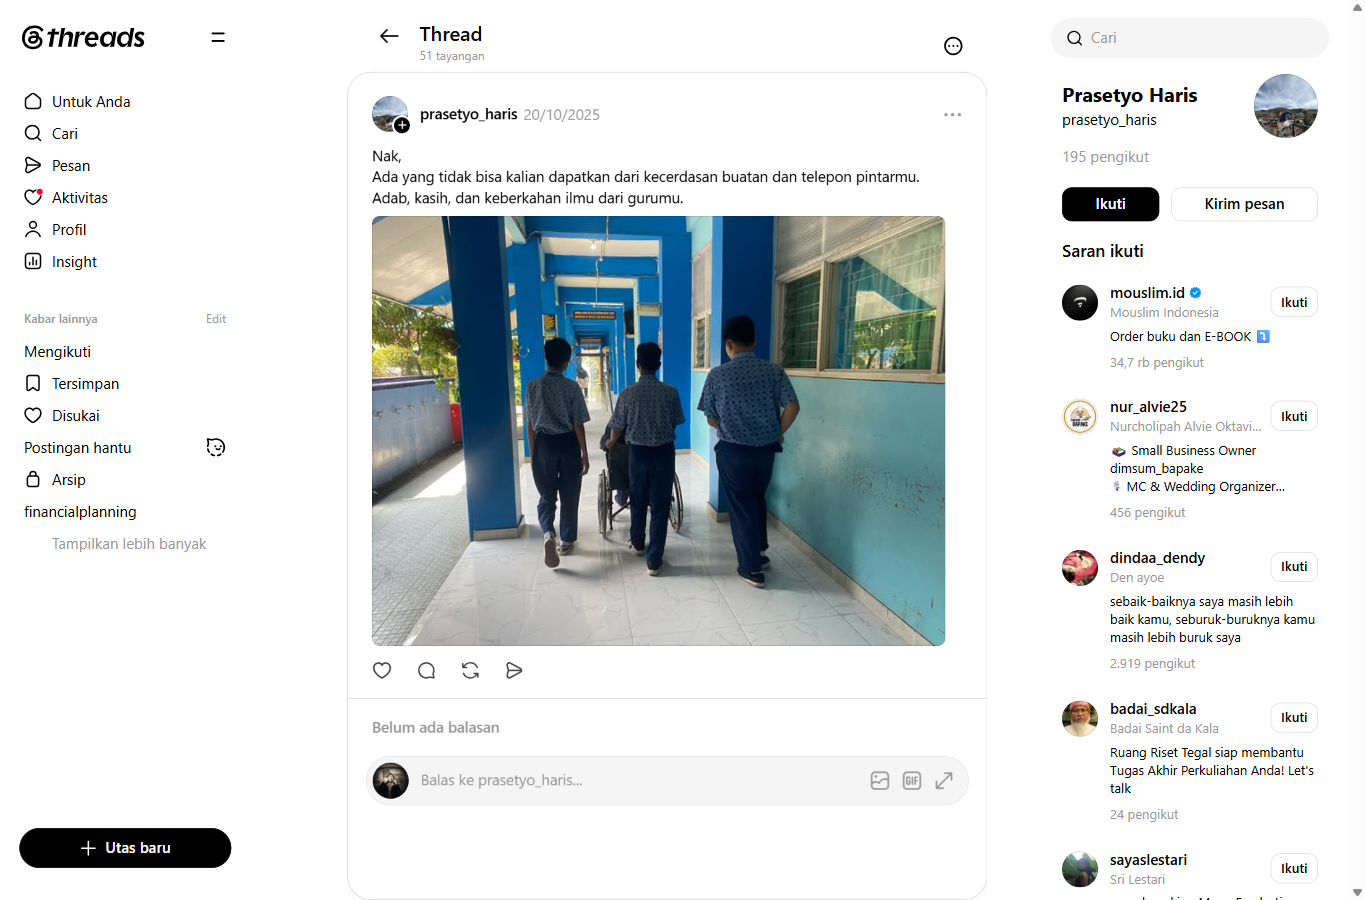 threads
Untuk Anda
Cari
Pesan
Aktivitas
Profil
Insight
Kabar lainnya
Edit
Mengikuti
Tersimpan
Disukai
Postingan hantu
Arsip
financialplanning
Tampilkan lebih banyak
Utas baru
Thread
51 tayangan
prasetyo_haris 20/10/2025
Nak,
Ada yang tidak bisa kalian dapatkan dari kecerdasan buatan dan telepon pintarmu.
Adab, kasih, dan keberkahan ilmu dari gurumu.
Belum ada balasan
Balas ke prasetyo_haris...
GIF
Cari
Prasetyo Haris
prasetyo_haris
195 pengikut
Ikuti
Kirim pesan
Saran ikuti
mouslim.id
Mouslim Indonesia
Ikuti
Order buku dan E-BOOK ⤵️
34,7 rb pengikut
nur_alvie25
Nurcholipah Alvie Oktavi...
Ikuti
Small Business Owner
dimsum_bapake
🎙 MC & Wedding Organizer...
456 pengikut
dindaa_dendy
Den ayoe
Ikuti
sebaik-baiknya saya masih lebih
baik kamu, seburuk-buruknya kamu
masih lebih buruk saya
2.919 pengikut
badai_sdkala
Badai Saint da Kala
Ikuti
Ruang Riset Tegal siap membantu
Tugas Akhir Perkuliahan Anda! Let's
talk
24 pengikut
sayaslestari
Sri Lestari
Ikuti